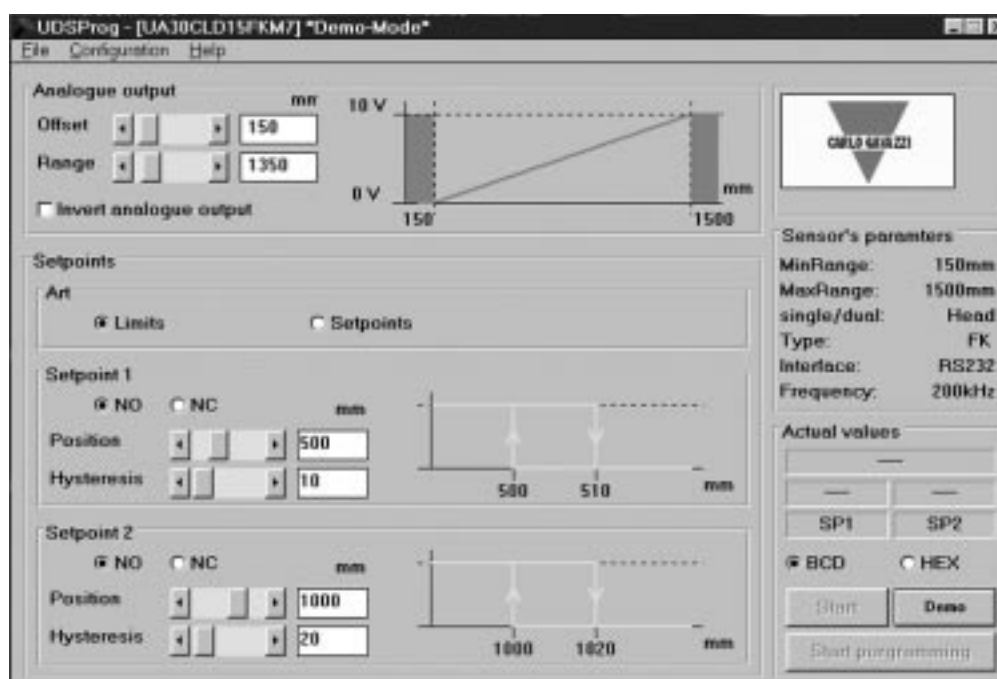 UDSProg - [UA30CLD15FKM7] "Demo-Mode"
File Configuration Help
Analogue output
mm
Offset 150
Range 1350
Invert analogue output
10 V
0 V
mm
150 1500
CARLO GAVAZZI
Sensor's paramters
MinRange: 150mm
MaxRange: 1500mm
single/dual: Head
Type: FK
Interface: RS232
Frequency: 200kHz
Setpoints
Art
Limits Setpoints
Setpoint 1
NO NC mm
Position 500
Hysteresis 10
500 510 mm
Setpoint 2
NO NC mm
Position 1000
Hysteresis 20
1000 1020 mm
Actual values
---
--- ---
SP1 SP2
BCD HEX
Start Demo
Start purgramming